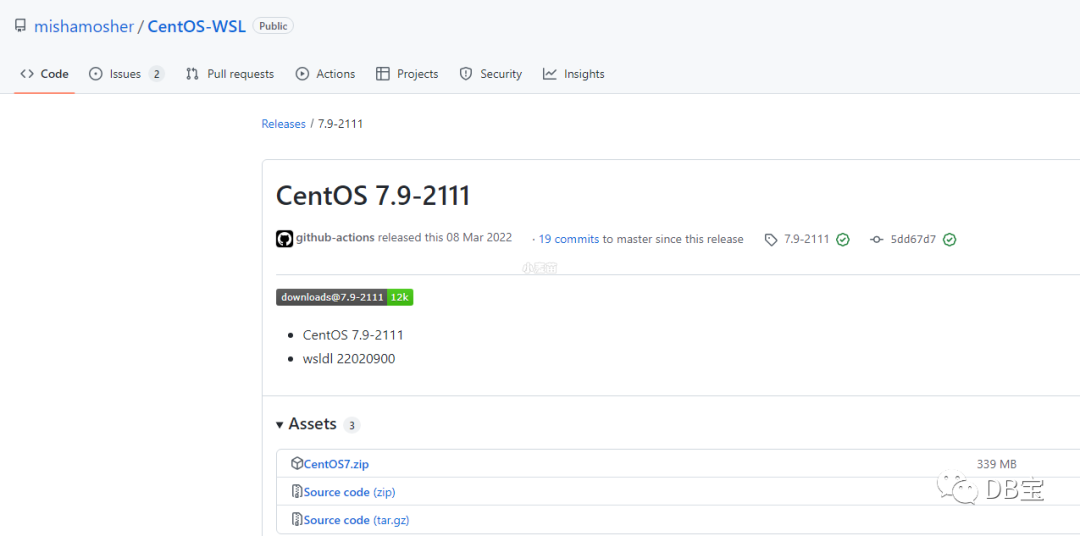 mishamosher / CentOS-WSL Public
Code Issues 2 Pull requests Actions Projects Security Insights
Releases / 7.9-2111
CentOS 7.9-2111
github-actions released this 08 Mar 2022 · 19 commits to master since this release 7.9-2111 5dd67d7
downloads@7.9-2111 12k
CentOS 7.9-2111
wsldl 22020900
Assets 3
CentOS7.zip 339 MB
Source code (zip)
Source code (tar.gz)
DB宝